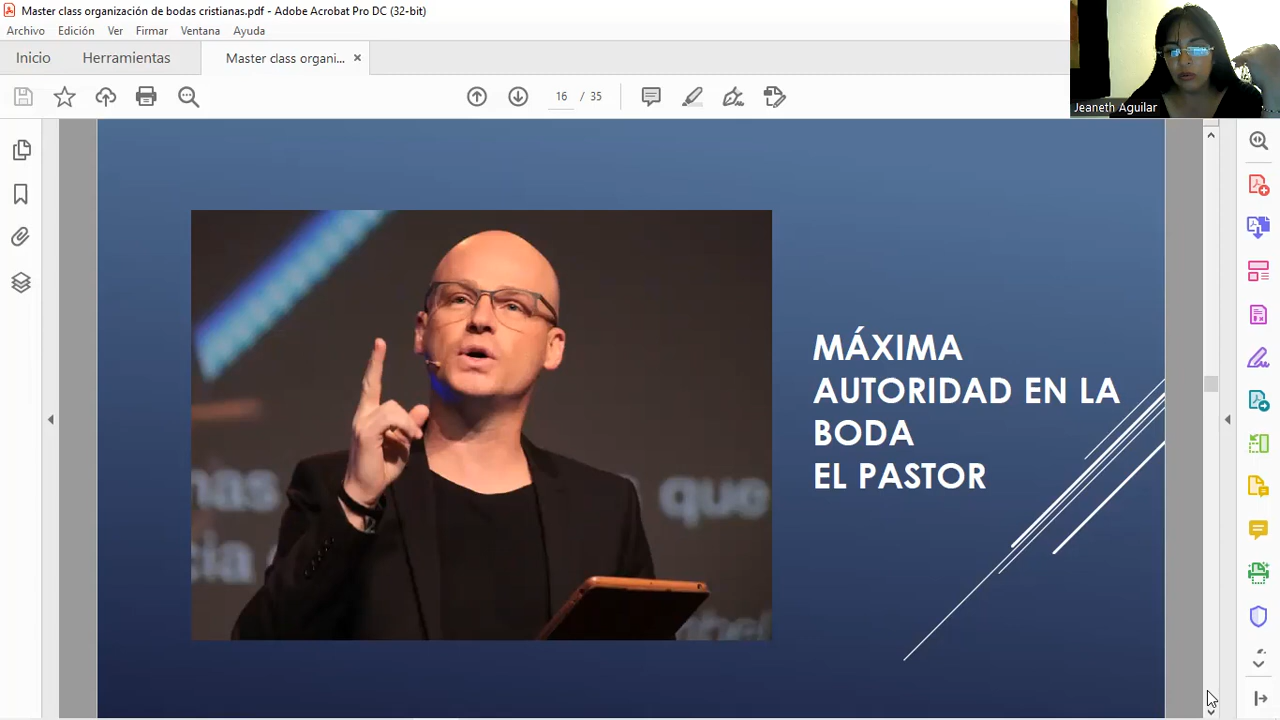 Master class organización de bodas cristianas.pdf - Adobe Acrobat Pro DC (32-bit)
Archivo Edición Ver Firmar Ventana Ayuda
Inicio Herramientas Master class organi... ×
16 / 35
Jeaneth Aguilar
MÁXIMA
AUTORIDAD EN LA
BODA
EL PASTOR
que